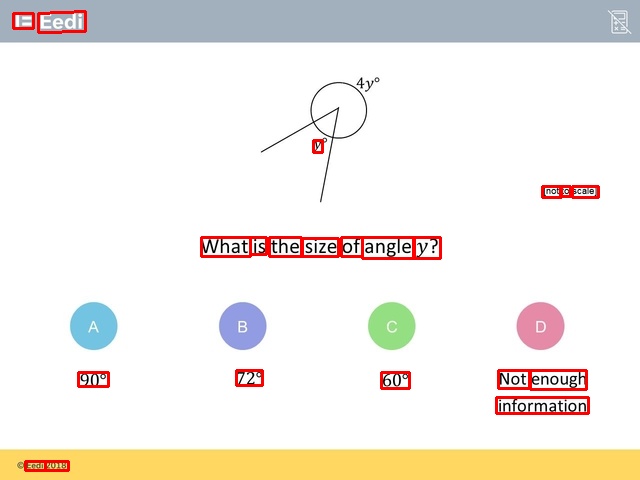 Eedi
4y°
y°
(not to scale)
What is the size of angle y?
A
B
C
D
90°
72°
60°
Not enough
information
© Eedi 2018